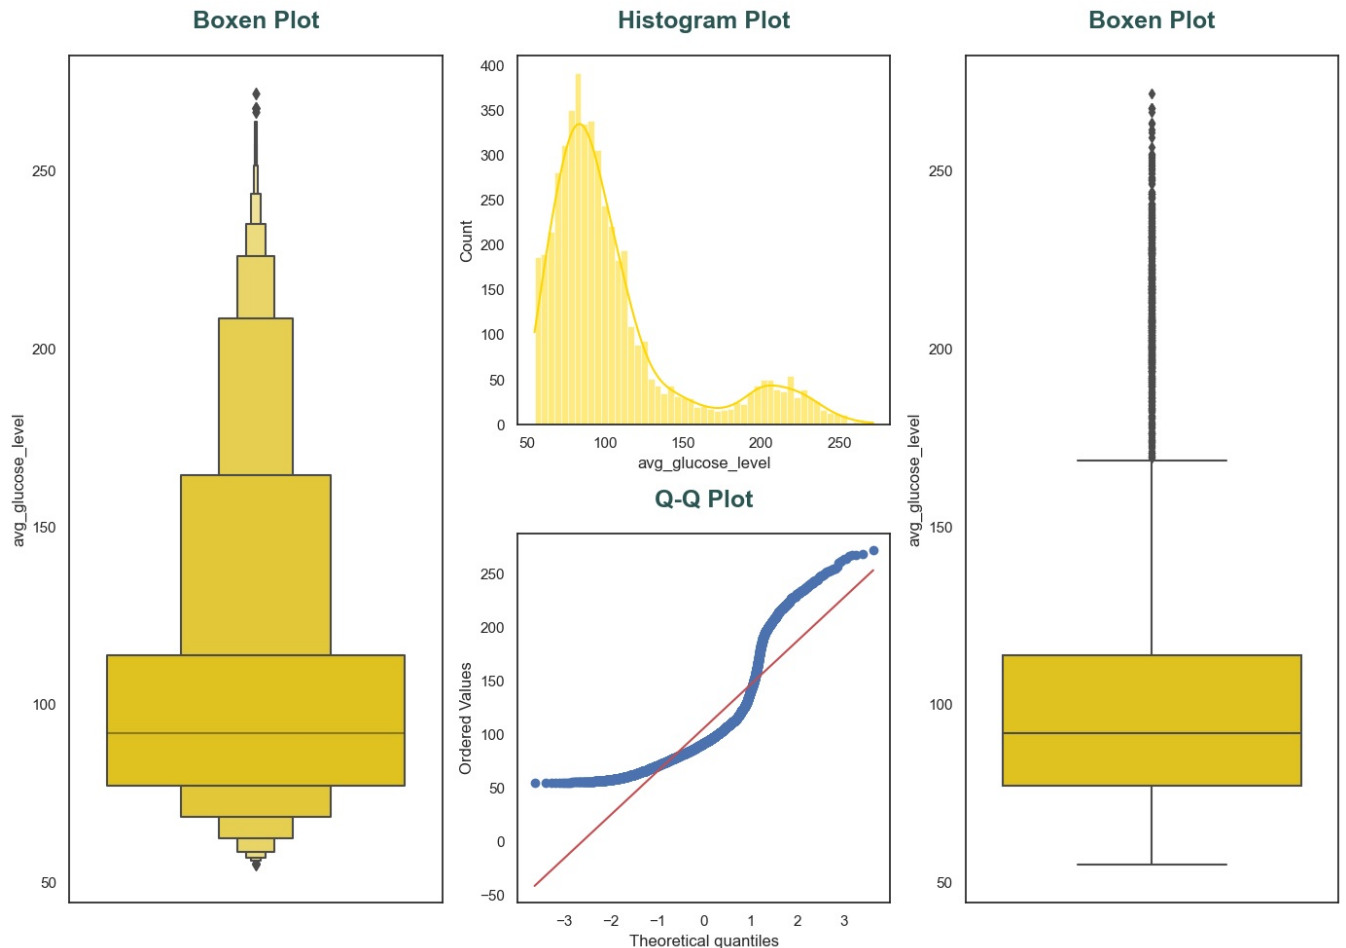 Boxen Plot
avg_glucose_level
250
200
150
100
50
Histogram Plot
Count
400
350
300
250
200
150
100
50
0
50 100 150 200 250
avg_glucose_level
Q-Q Plot
Ordered Values
250
200
150
100
50
0
−50
−3 −2 −1 0 1 2 3
Theoretical quantiles
Boxen Plot
avg_glucose_level
250
200
150
100
50